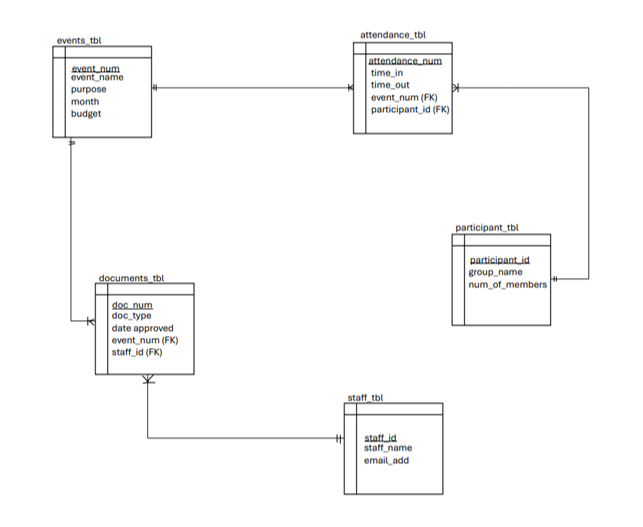 events_tbl
event_num
event_name
purpose
month
budget
attendance_tbl
attendance_num
time_in
time_out
event_num (FK)
participant_id (FK)
participant_tbl
participant_id
group_name
num_of_members
documents_tbl
doc_num
doc_type
date approved
event_num (FK)
staff_id (FK)
staff_tbl
staff_id
staff_name
email_add